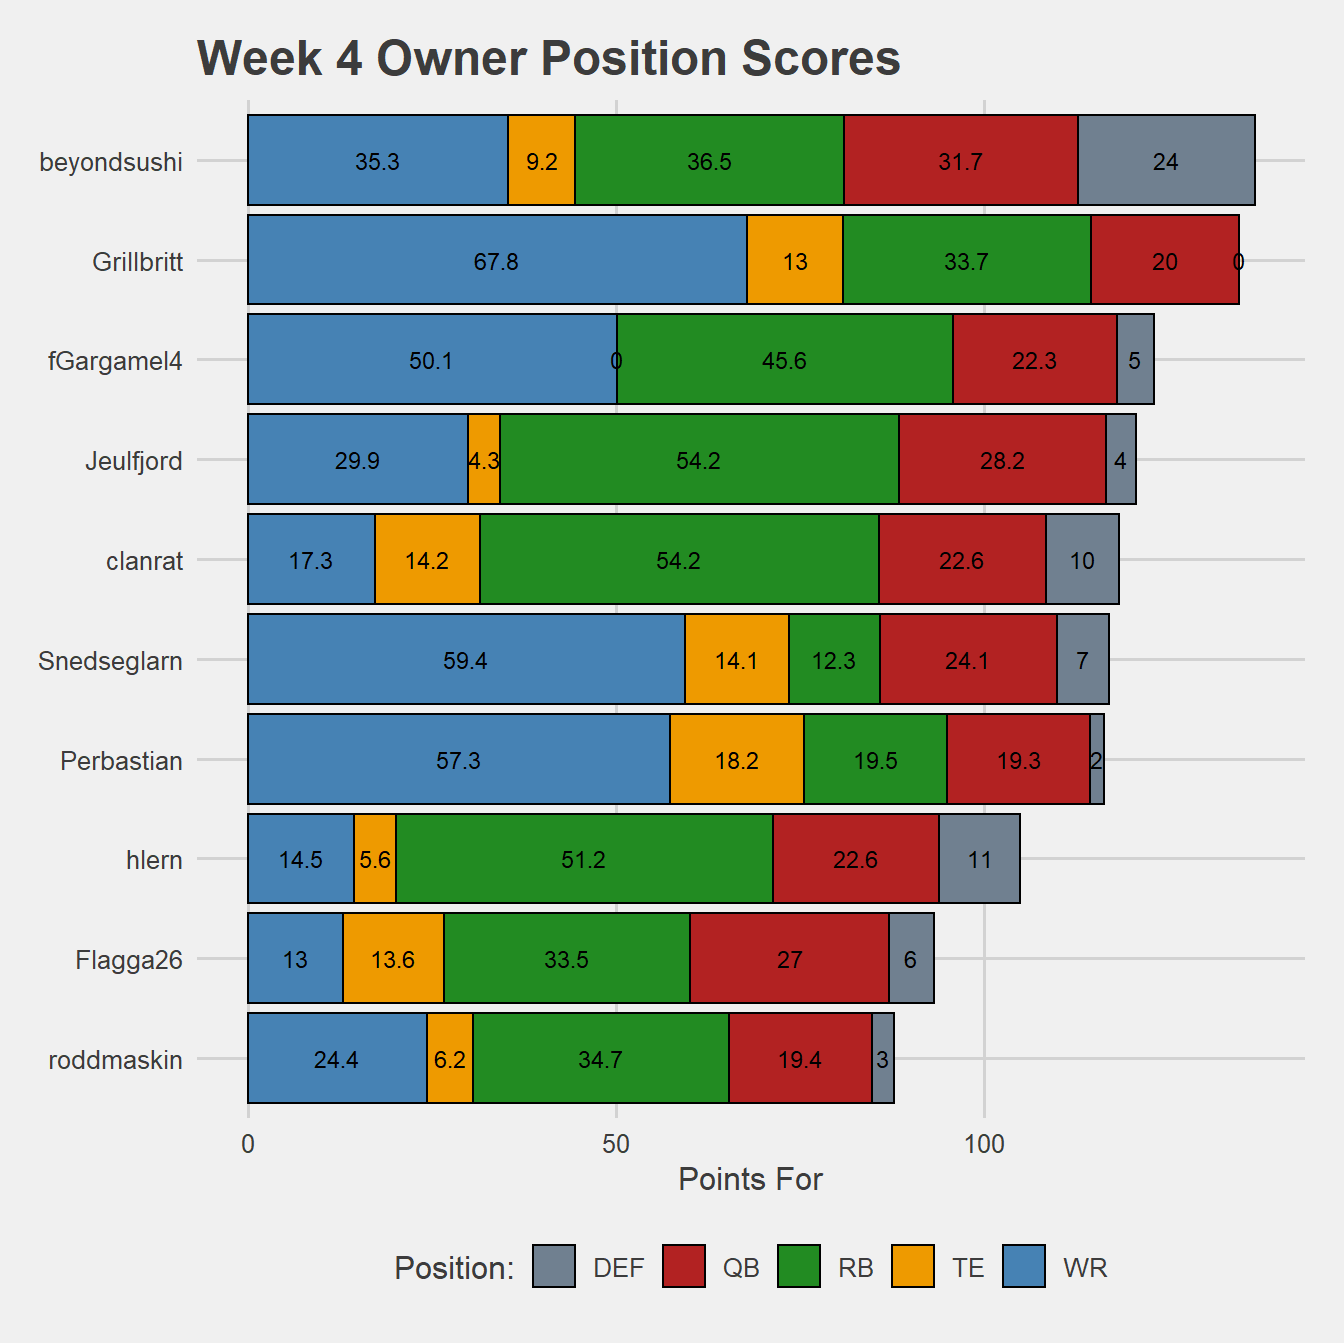 Week 4 Owner Position Scores
beyondsushi 35.3 9.2 36.5 31.7 24
Grillbritt 67.8 13 33.7 20 0
fGargamel4 50.1 0 45.6 22.3 5
Jeulfjord 29.9 4.3 54.2 28.2 4
clanrat 17.3 14.2 54.2 22.6 10
Snedseglarn 59.4 14.1 12.3 24.1 7
Perbastian 57.3 18.2 19.5 19.3 2
hlern 14.5 5.6 51.2 22.6 11
Flagga26 13 13.6 33.5 27 6
roddmaskin 24.4 6.2 34.7 19.4 3
0 50 100
Points For
Position: DEF QB RB TE WR